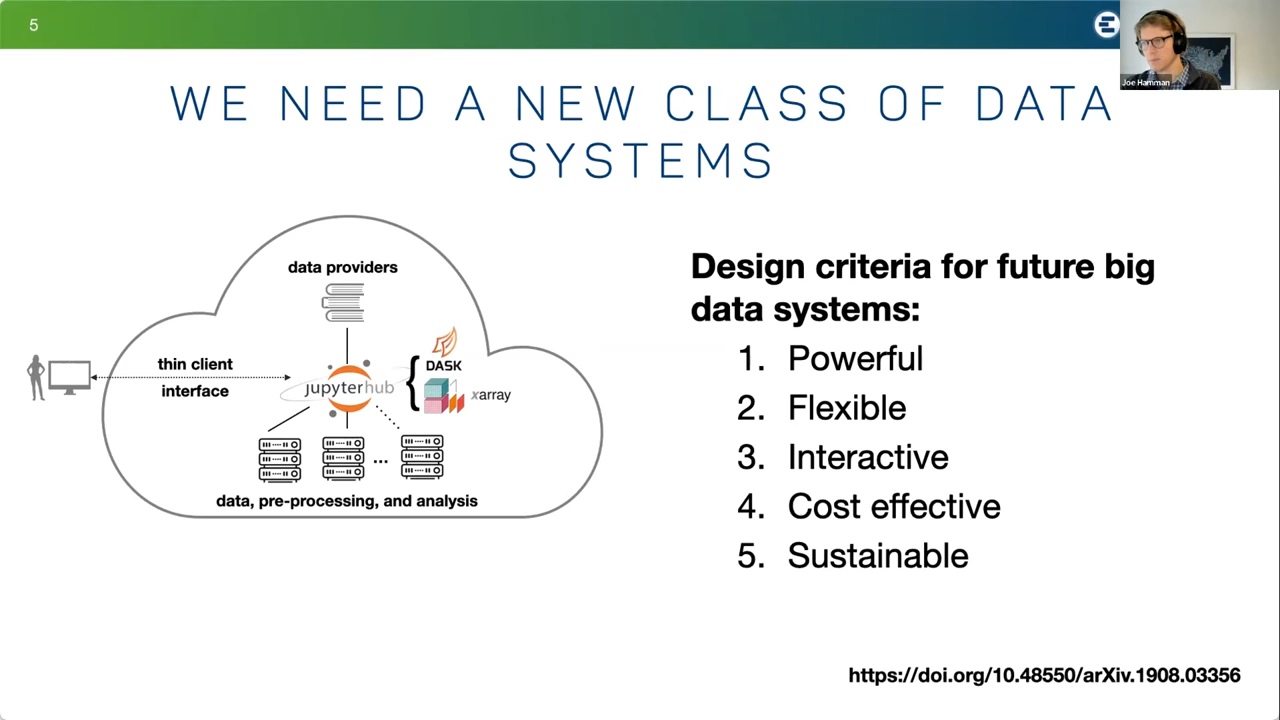 5
Joe Hamman
WE NEED A NEW CLASS OF DATA
SYSTEMS
data providers
thin client
interface
jupyterhub
DASK
xarray
...
data, pre-processing, and analysis
Design criteria for future big
data systems:
1. Powerful
2. Flexible
3. Interactive
4. Cost effective
5. Sustainable
https://doi.org/10.48550/arXiv.1908.03356